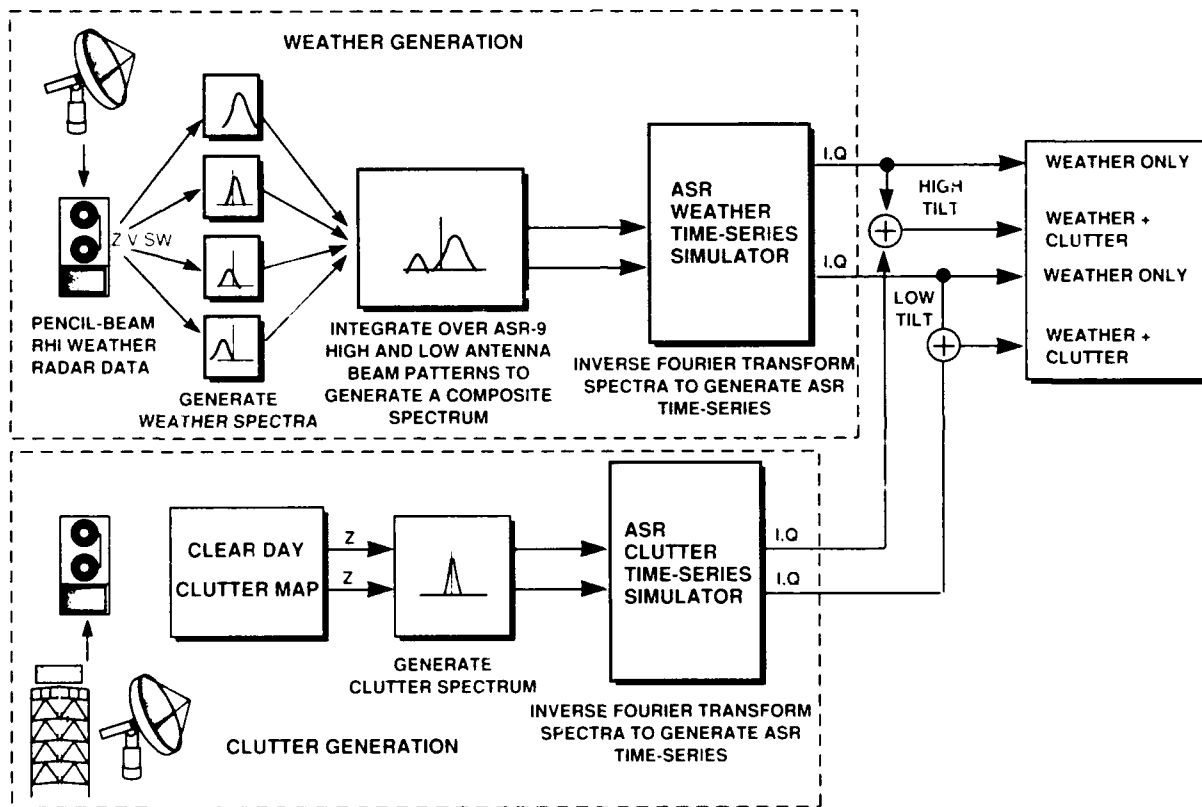 WEATHER GENERATION
Z V SW
PENCIL-BEAM
RHI WEATHER
RADAR DATA
GENERATE
WEATHER SPECTRA
INTEGRATE OVER ASR-9
HIGH AND LOW ANTENNA
BEAM PATTERNS TO
GENERATE A COMPOSITE
SPECTRUM
ASR
WEATHER
TIME-SERIES
SIMULATOR
INVERSE FOURIER TRANSFORM
SPECTRA TO GENERATE ASR
TIME-SERIES
I,Q
HIGH
TILT
I,Q
LOW
TILT
WEATHER ONLY
WEATHER +
CLUTTER
WEATHER ONLY
WEATHER +
CLUTTER
CLEAR DAY
CLUTTER MAP
Z
Z
GENERATE
CLUTTER SPECTRUM
ASR
CLUTTER
TIME-SERIES
SIMULATOR
I,Q
I,Q
INVERSE FOURIER TRANSFORM
SPECTRA TO GENERATE ASR
TIME-SERIES
CLUTTER GENERATION